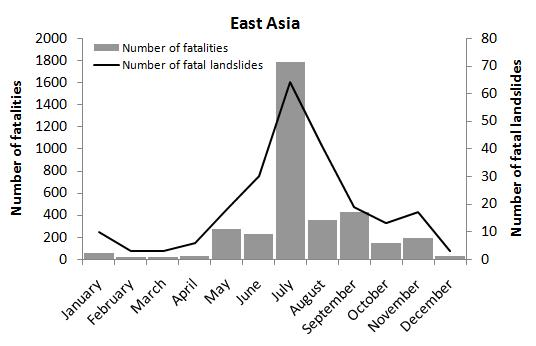 East Asia
Number of fatalities
Number of fatal landslides
Number of fatalities
2000
1800
1600
1400
1200
1000
800
600
400
200
0
Number of fatal landslides
80
70
60
50
40
30
20
10
0
January
February
March
April
May
June
July
August
September
October
November
December